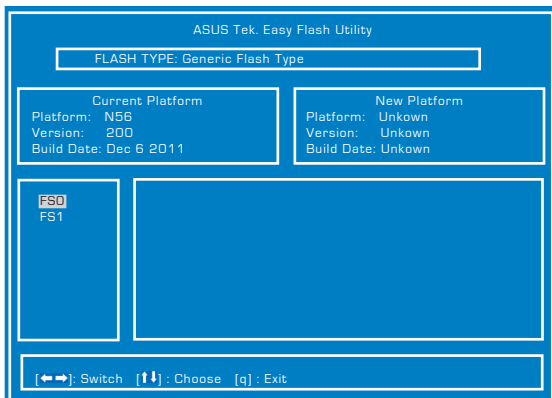 ASUS Tek. Easy Flash Utility
FLASH TYPE: Generic Flash Type
Current Platform
Platform: N56
Version: 200
Build Date: Dec 6 2011
New Platform
Platform: Unkown
Version: Unkown
Build Date: Unkown
FS0
FS1
[←→]: Switch [↑↓] : Choose [q] : Exit